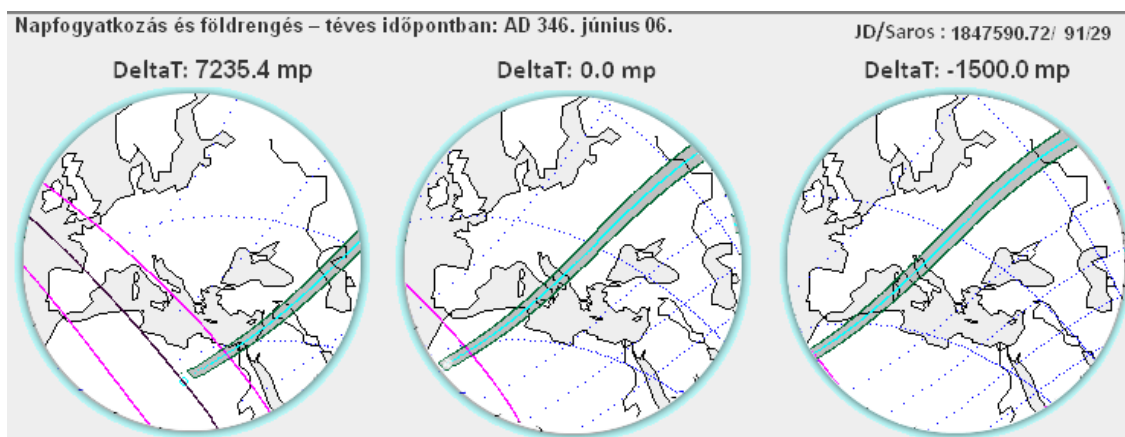 Napfogyatkozás és földrengés – téves időpontban: AD 346. június 06.
JD/Saros : 1847590.72/ 91/29
DeltaT: 7235.4 mp
DeltaT: 0.0 mp
DeltaT: -1500.0 mp